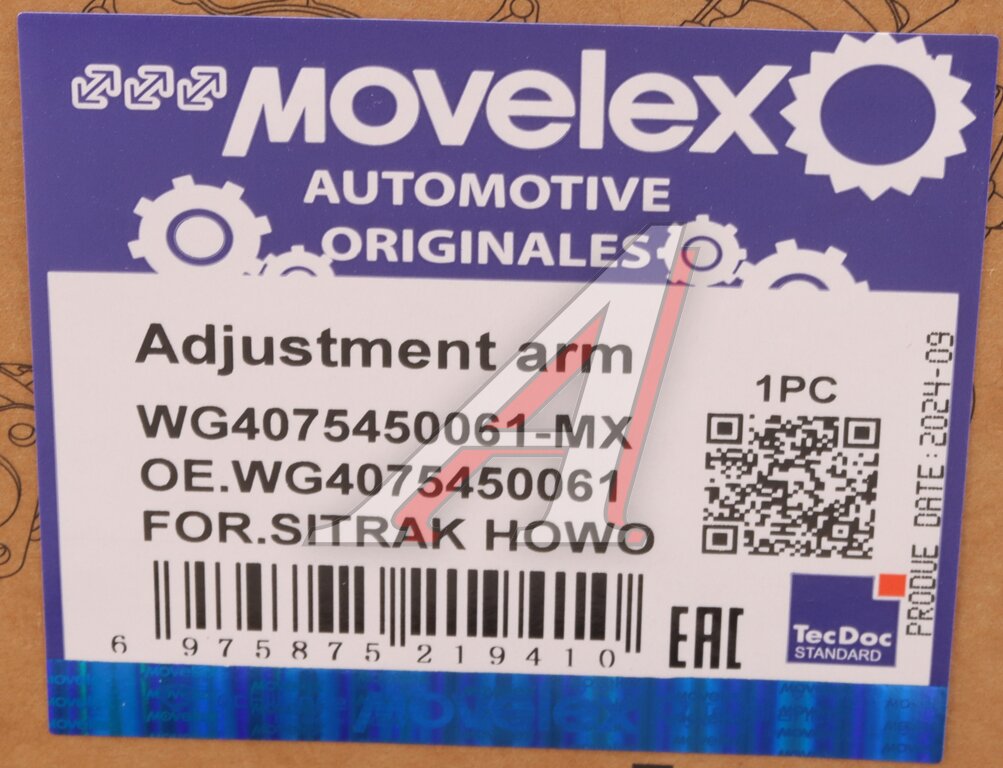 MOVELEX
AUTOMOTIVE
ORIGINALES
Adjustment arm
WG4075450061-MX
OE.WG4075450061
FOR.SITRAK HOWO
1PC
PRODUE DATE:2024-09
6 975875 219410
EAC
TecDoc
STANDARD
MOVELEX